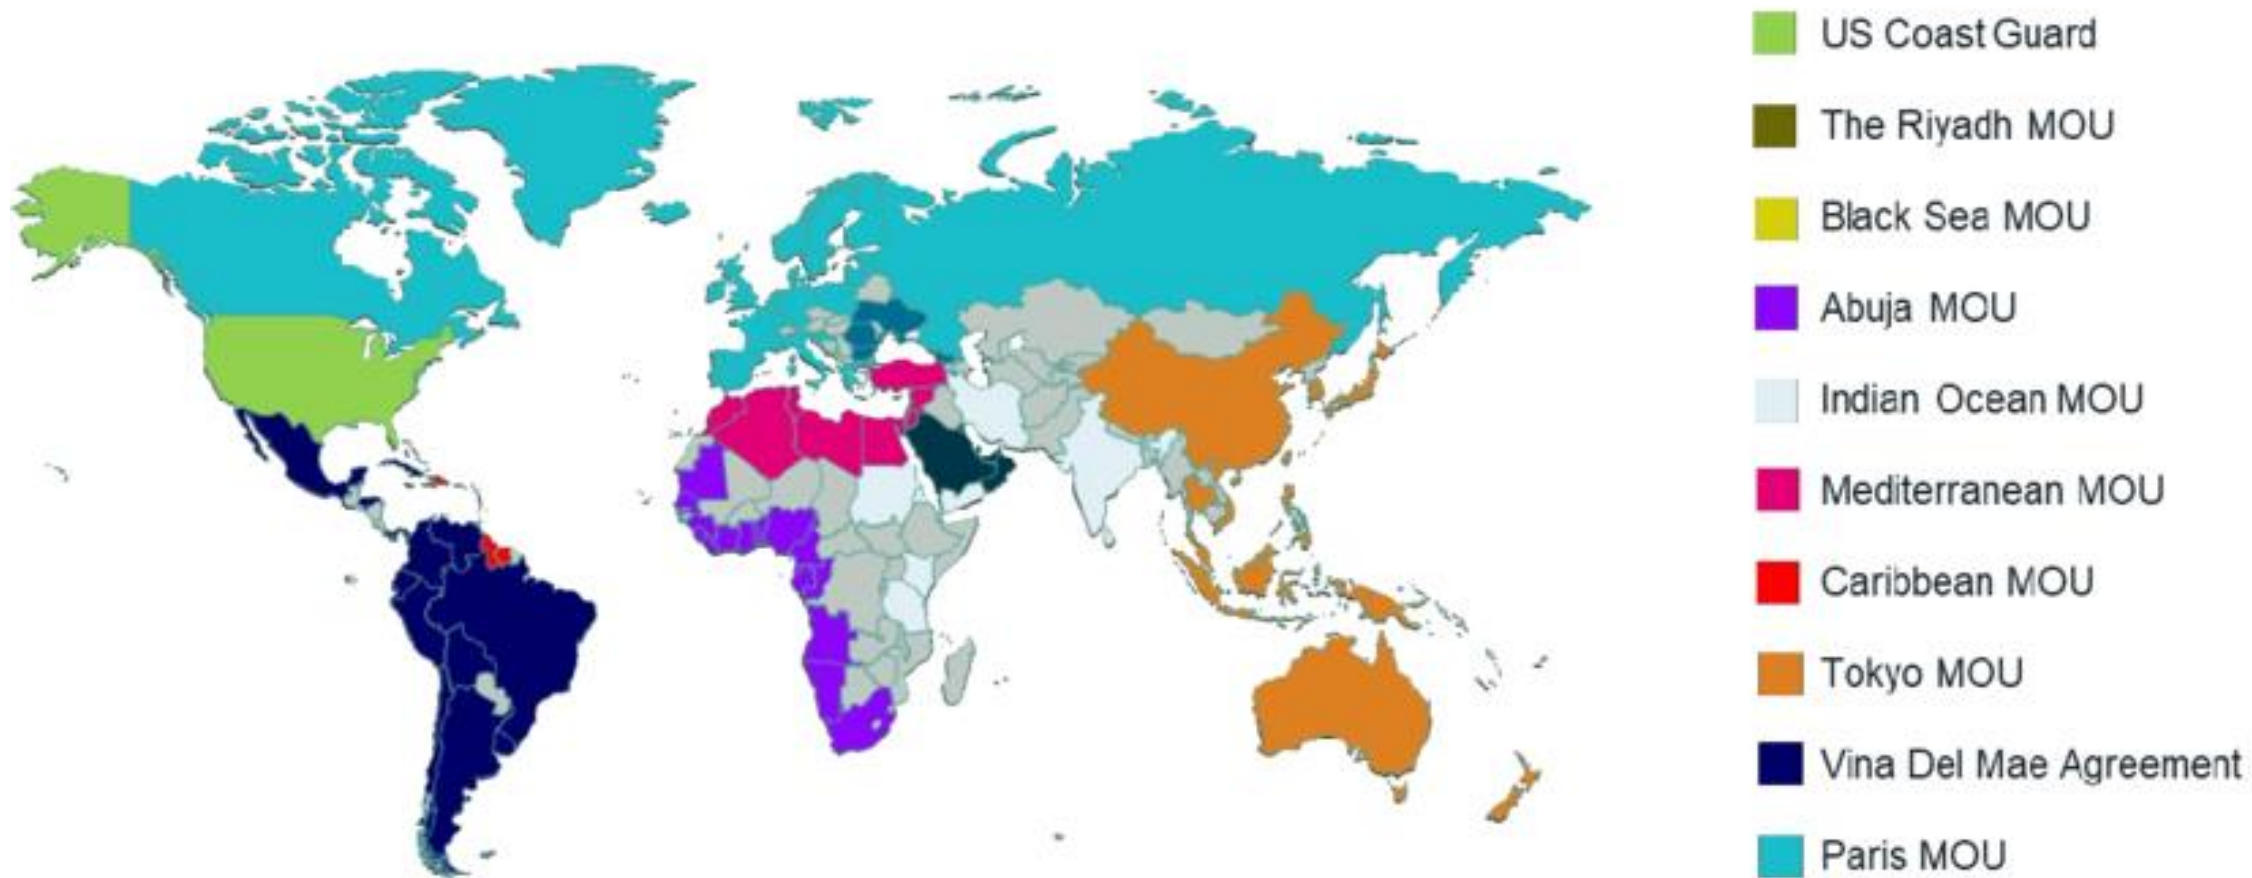 US Coast Guard
The Riyadh MOU
Black Sea MOU
Abuja MOU
Indian Ocean MOU
Mediterranean MOU
Caribbean MOU
Tokyo MOU
Vina Del Mae Agreement
Paris MOU